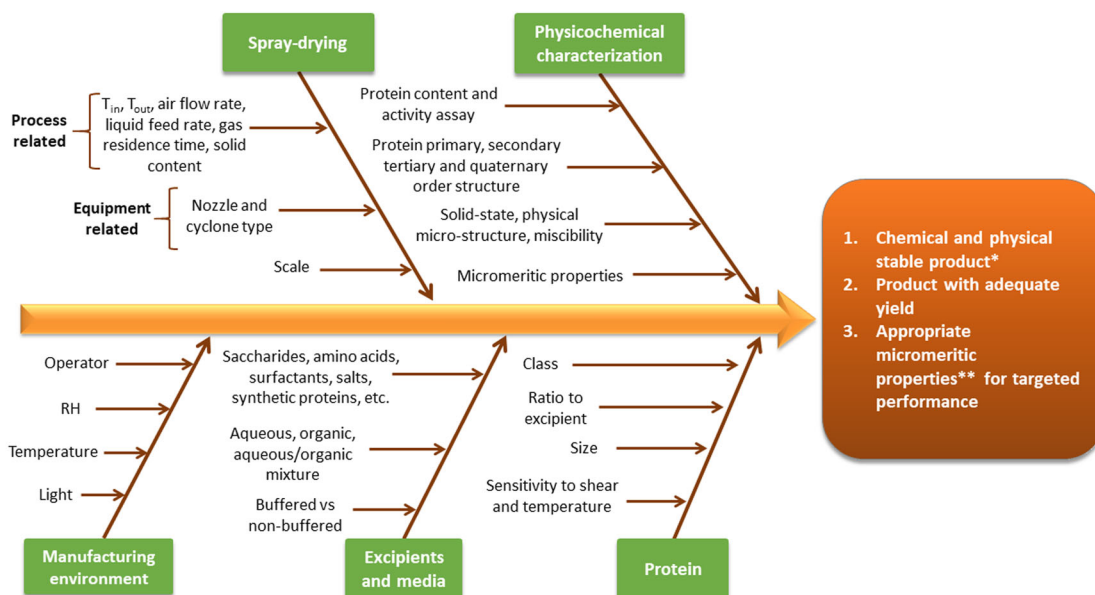 Spray-drying
Physicochemical
characterization
Process
related
T_in, T_out, air flow rate,
liquid feed rate, gas
residence time, solid
content
Equipment
related
Nozzle and
cyclone type
Scale
Protein content and
activity assay
Protein primary, secondary
tertiary and quaternary
order structure
Solid-state, physical
micro-structure, miscibility
Micromeritic properties
1. Chemical and physical
stable product*
2. Product with adequate
yield
3. Appropriate
micromeritic
properties** for targeted
performance
Operator
RH
Temperature
Light
Manufacturing
environment
Saccharides, amino acids,
surfactants, salts,
synthetic proteins, etc.
Aqueous, organic,
aqueous/organic
mixture
Buffered vs
non-buffered
Excipients
and media
Class
Ratio to
excipient
Size
Sensitivity to shear
and temperature
Protein